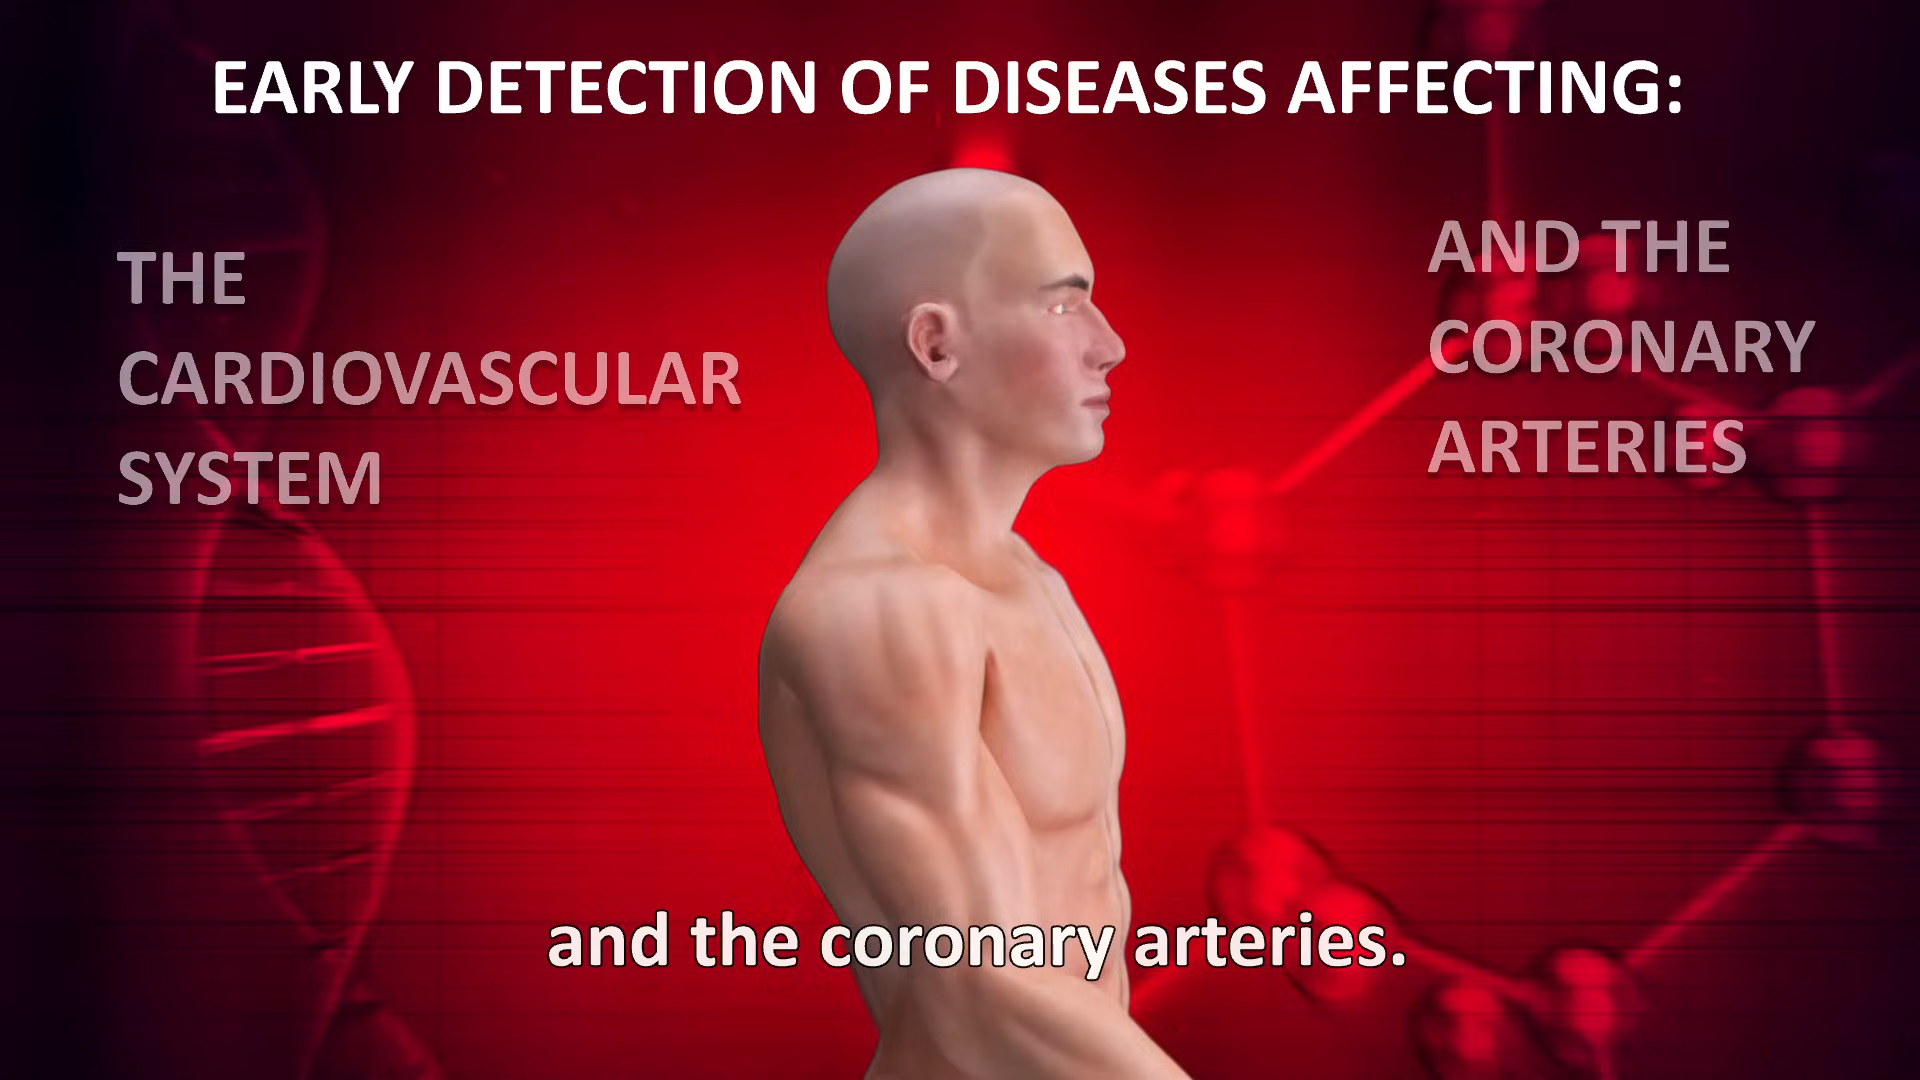 EARLY DETECTION OF DISEASES AFFECTING:
THE
CARDIOVASCULAR
SYSTEM
AND THE
CORONARY
ARTERIES
and the coronary arteries.